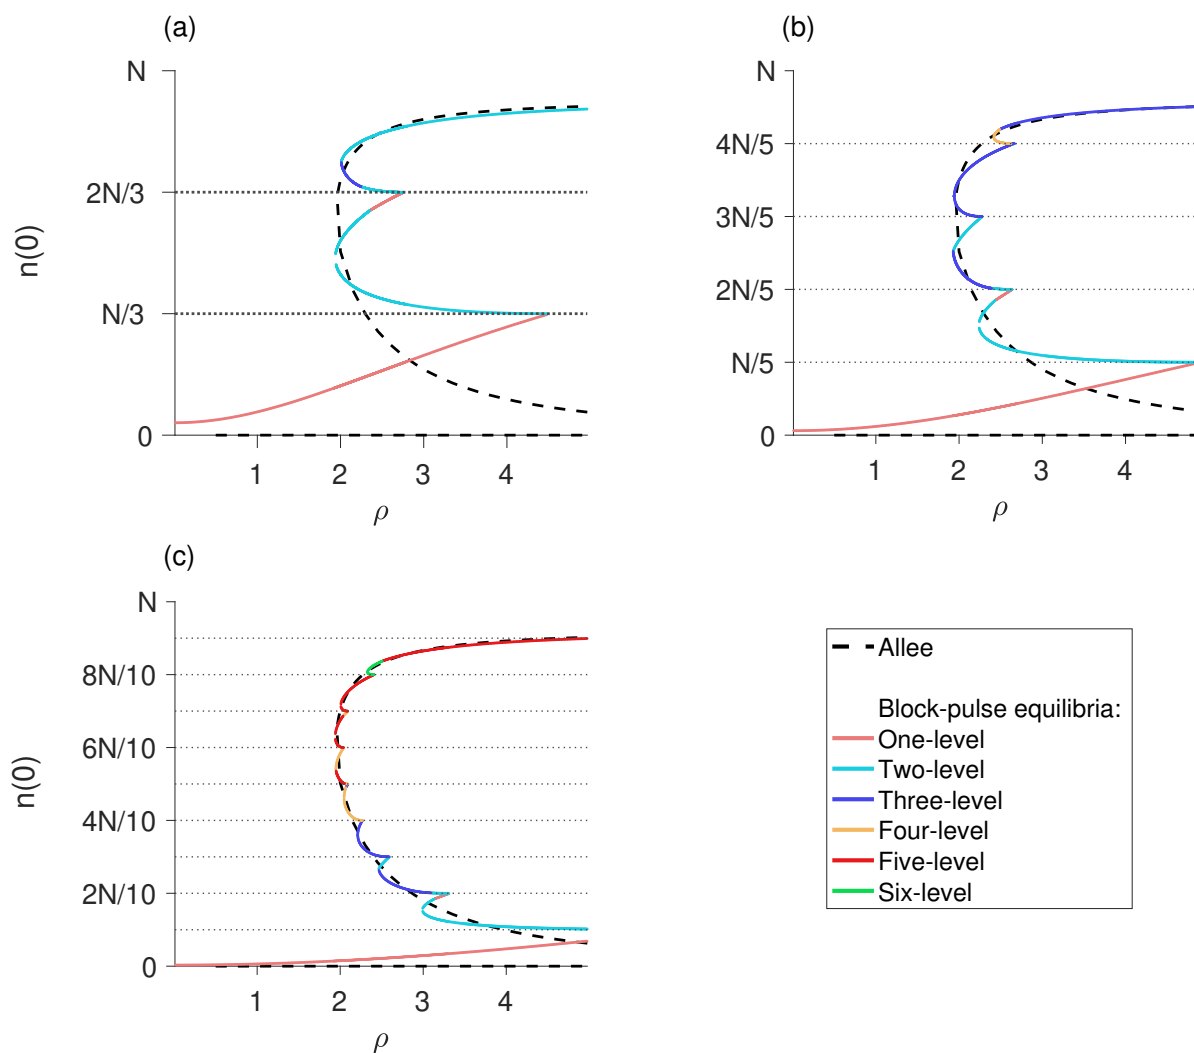 (a)
N
2N/3
N/3
0
n(0)
1 2 3 4
ρ
(b)
N
4N/5
3N/5
2N/5
N/5
0
n(0)
1 2 3 4
ρ
(c)
N
8N/10
6N/10
4N/10
2N/10
0
n(0)
1 2 3 4
ρ
Allee
Block-pulse equilibria:
One-level
Two-level
Three-level
Four-level
Five-level
Six-level